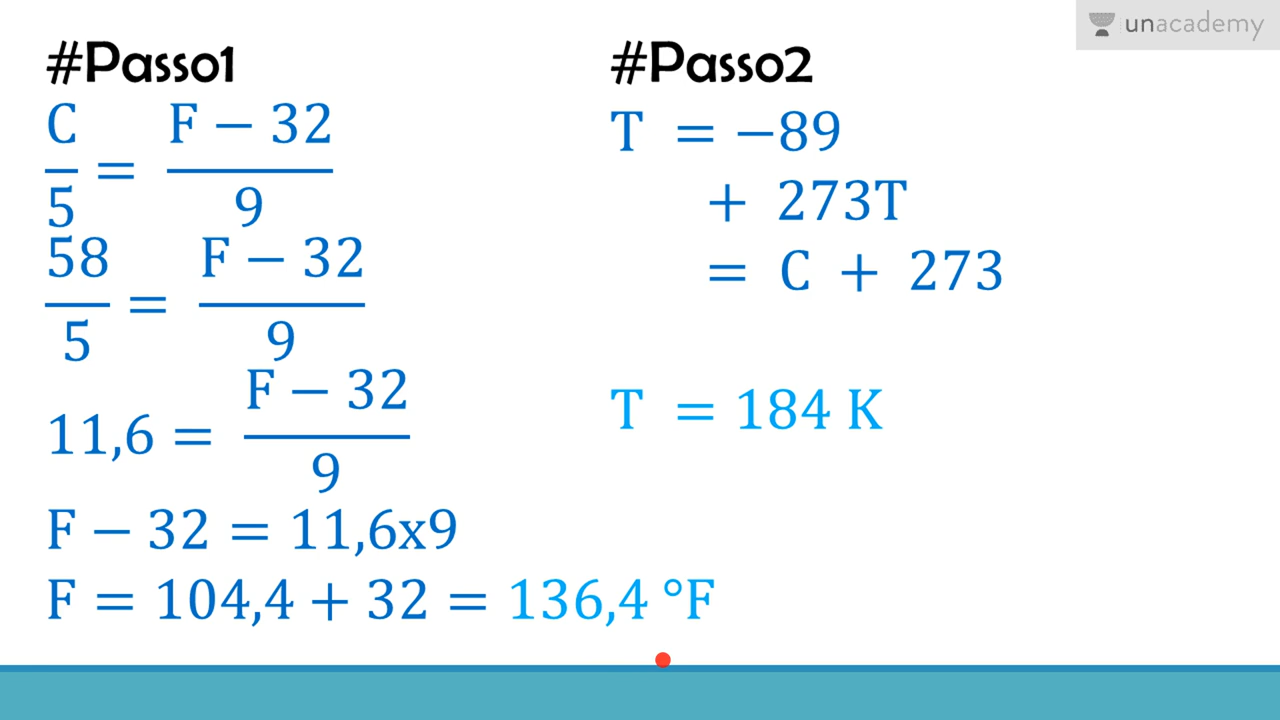 unacademy
#Passo1
C/5 = F − 32/9
58/5 = F − 32/9
11,6 = F − 32/9
F − 32 = 11,6x9
F = 104,4 + 32 = 136,4 °F
#Passo2
T = −89
+ 273T
= C + 273
T = 184 K